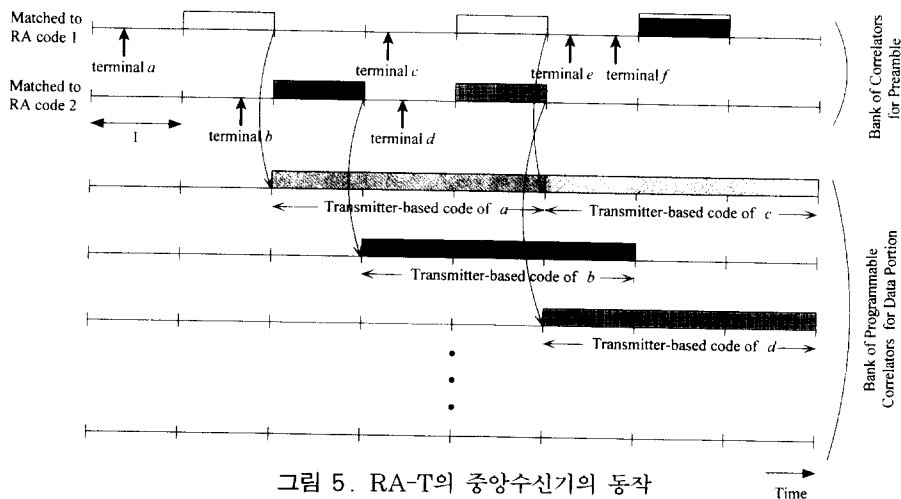 Matched to
RA code 1
terminal a
terminal c
terminal e
terminal f
Matched to
RA code 2
1
terminal b
terminal d
Bank of Correlators
for Preamble
Transmitter-based code of a
Transmitter-based code of c
Transmitter-based code of b
Transmitter-based code of d
Bank of Programmable
Correlators for Data Portion
Time
그림 5. RA-T의 중앙수신기의 동작